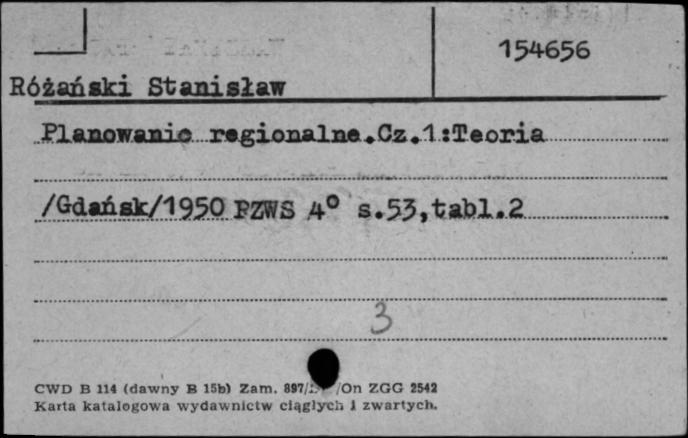 154656
Różański Stanisław
Planowanie regionalne.Cz.1:Teoria
/Gdańsk/1950 PZWS 4° s.53,tabl.2
3
CWD B 114 (dawny B 15b) Zam. 897/ /On ZGG 2542
Karta katalogowa wydawnictw ciągłych i zwartych.